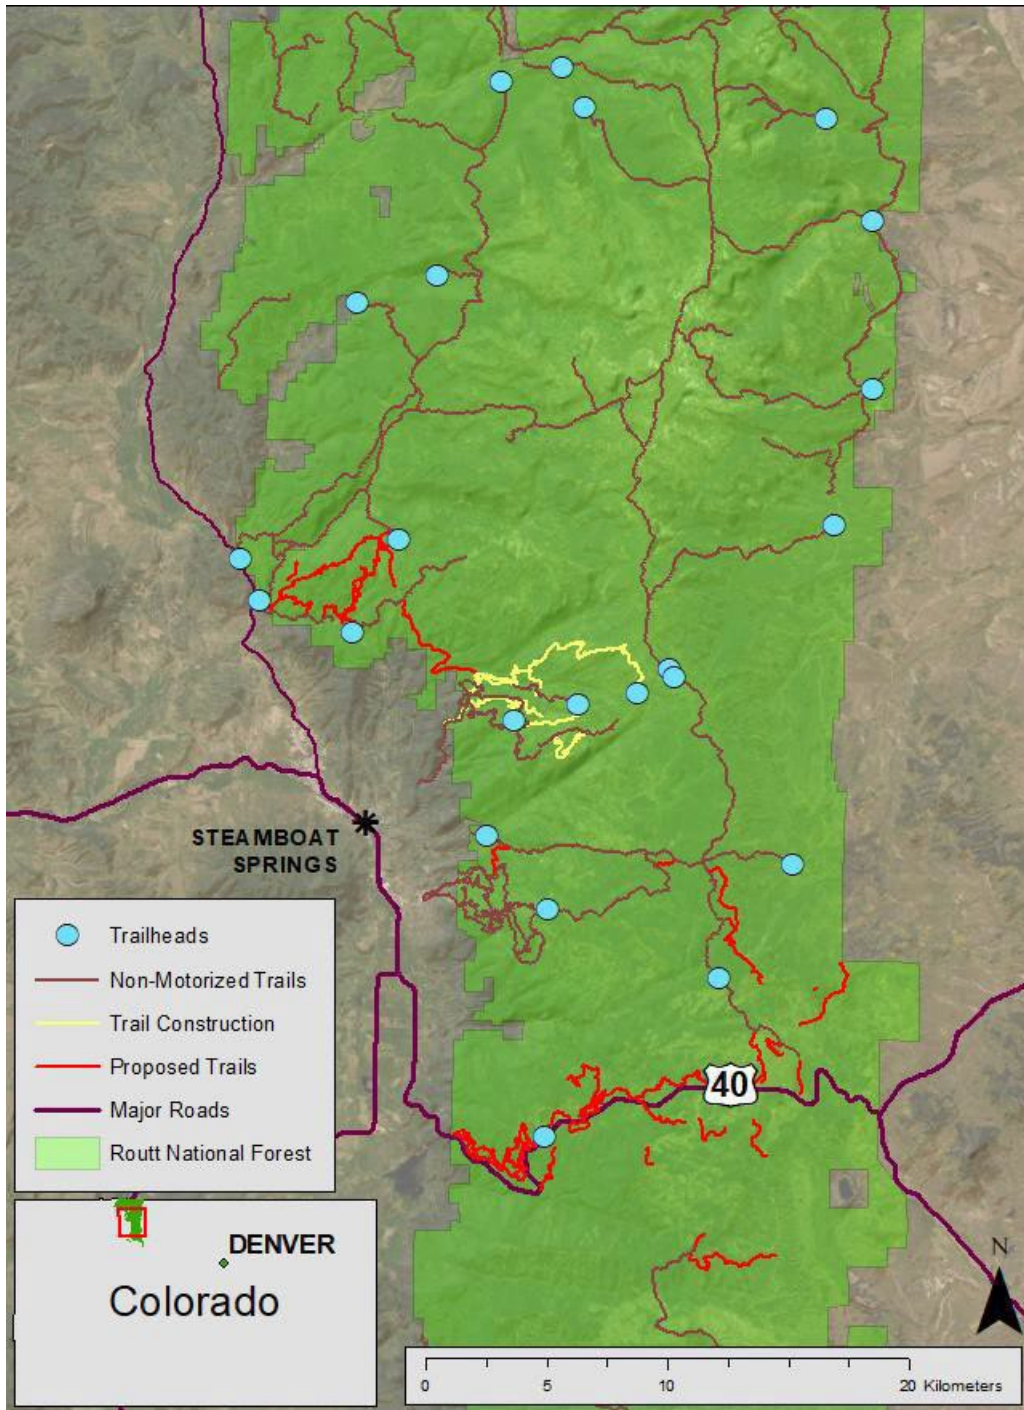 STEAMBOAT
SPRINGS
Trailheads
Non-Motorized Trails
Trail Construction
Proposed Trails
Major Roads
Routt National Forest
40
DENVER
Colorado
N
0 5 10 20 Kilometers